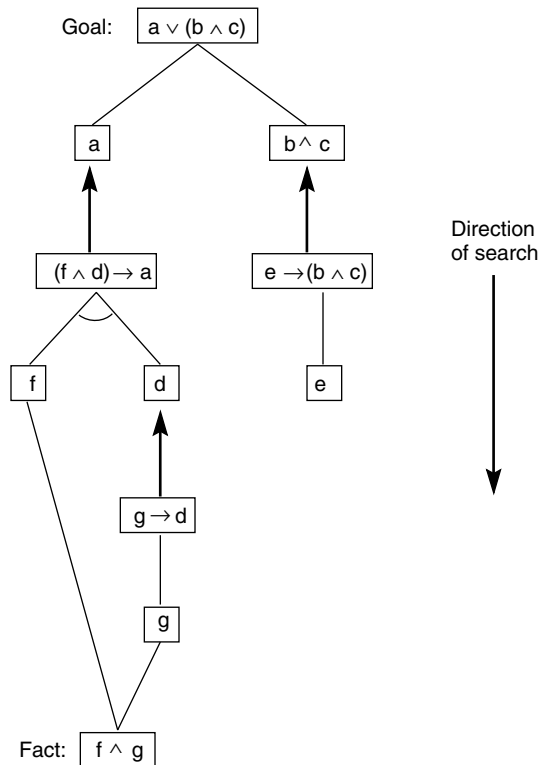 Goal: a ∨ (b ∧ c)
a
b ∧ c
Direction
of search
(f ∧ d) → a
e → (b ∧ c)
f
d
e
g → d
g
Fact: f ∧ g